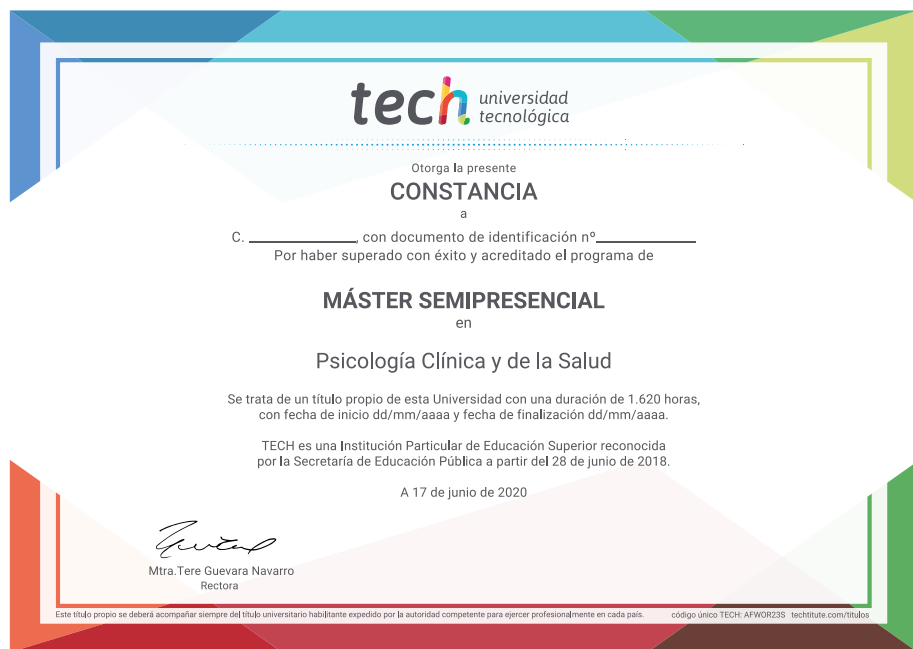 tech universidad
tecnológica
Otorga la presente
CONSTANCIA
a
C. ____________, con documento de identificación nº____________
Por haber superado con éxito y acreditado el programa de
MÁSTER SEMIPRESENCIAL
en
Psicología Clínica y de la Salud
Se trata de un título propio de esta Universidad con una duración de 1.620 horas,
con fecha de inicio dd/mm/aaaa y fecha de finalización dd/mm/aaaa.
TECH es una Institución Particular de Educación Superior reconocida
por la Secretaría de Educación Pública a partir del 28 de junio de 2018.
A 17 de junio de 2020
Mtra.Tere Guevara Navarro
Rectora
Este título propio se deberá acompañar siempre del título universitario habilitante expedido por la autoridad competente para ejercer profesionalmente en cada país. código único TECH: AFWOR23S techtitute.com/titulos